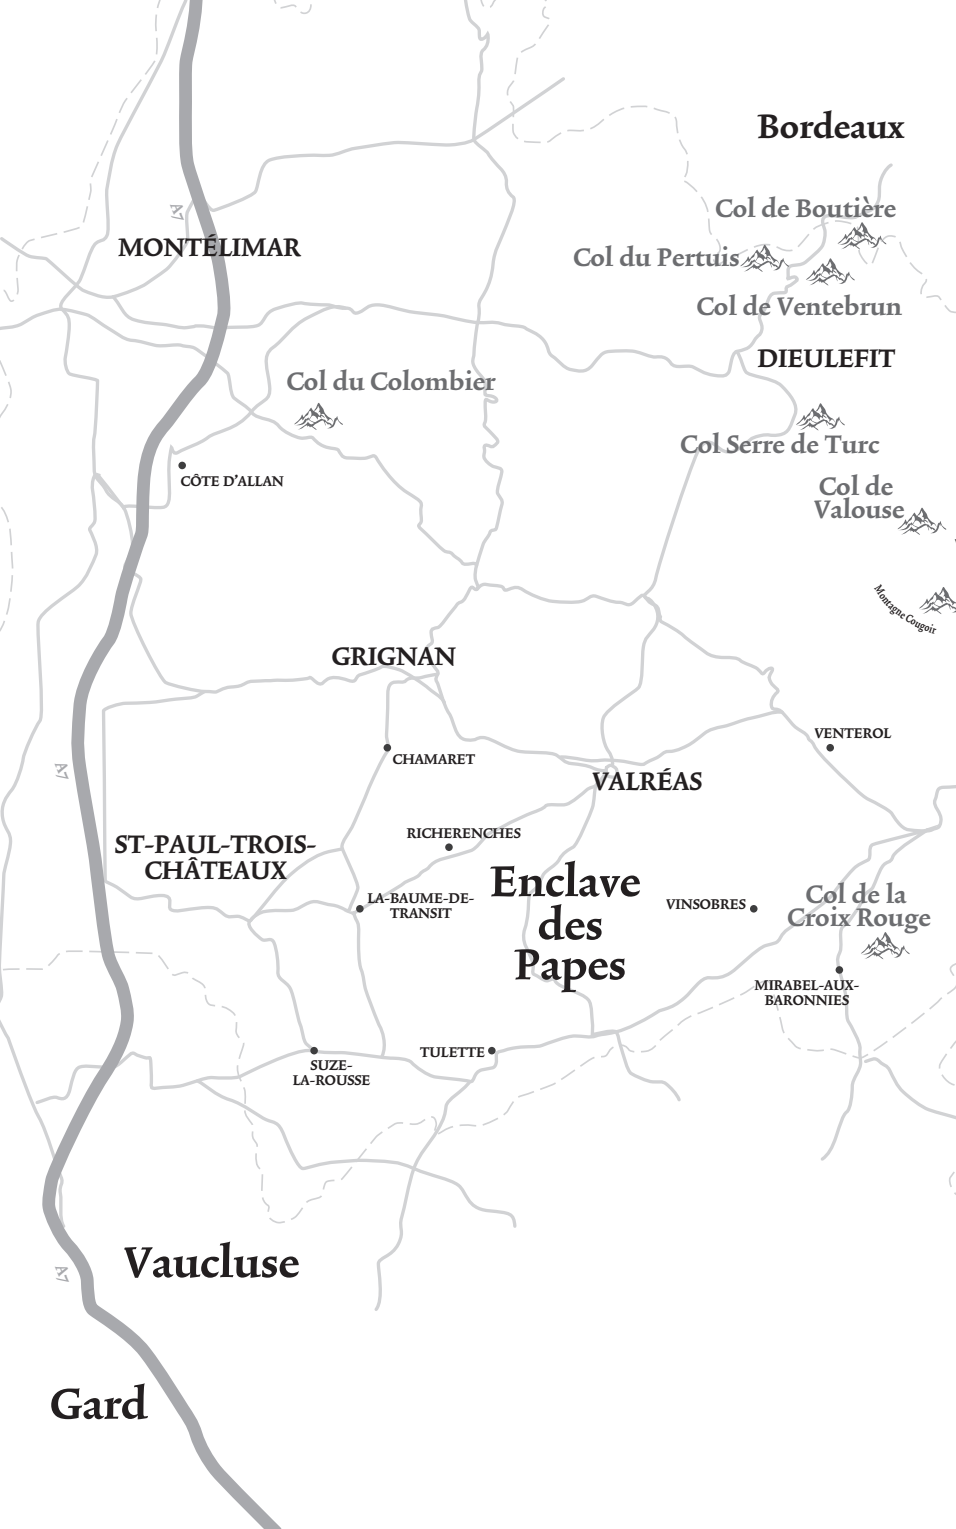 Bordeaux
Col de Boutière
A7
MONTÉLIMAR
Col du Pertuis
Col de Ventebrun
DIEULEFIT
Col du Colombier
Col Serre de Turc
CÔTE D'ALLAN
Col de
Valouse
Montagne Cougoir
GRIGNAN
VENTEROL
CHAMARET
A7
VALRÉAS
RICHERENCHES
ST-PAUL-TROIS-
CHÂTEAUX
Enclave
des
Papes
LA-BAUME-DE-
TRANSIT
VINSOBRES
Col de la
Croix Rouge
MIRABEL-AUX-
BARONNIES
TULETTE
SUZE-
LA-ROUSSE
Vaucluse
A7
Gard